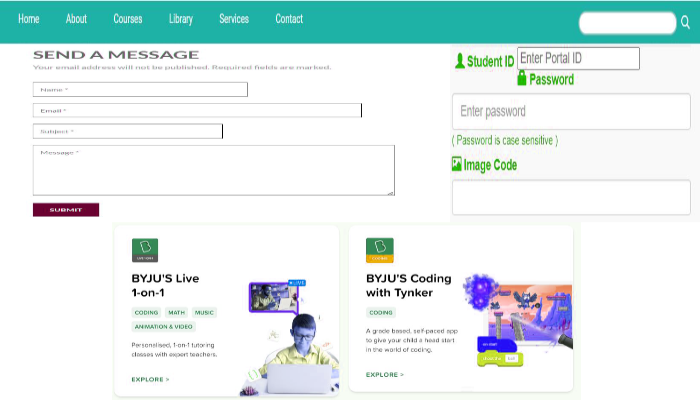 Home About Courses Library Services Contact
SEND A MESSAGE
Your email address will not be published. Required fields are marked.
Name *
Email *
Subject *
Message *
SUBMIT
Student ID Enter Portal ID
Password
Enter password
( Password is case sensitive )
Image Code
BYJU'S Live
1-on-1
CODING MATH MUSIC
ANIMATION & VIDEO
Personalised, 1-on-1 tutoring
classes with expert teachers.
EXPLORE >
LIVE
BYJU'S Coding
with Tynker
CODING
A grade based, self-paced app
to give your child a head start
in the world of coding.
EXPLORE >